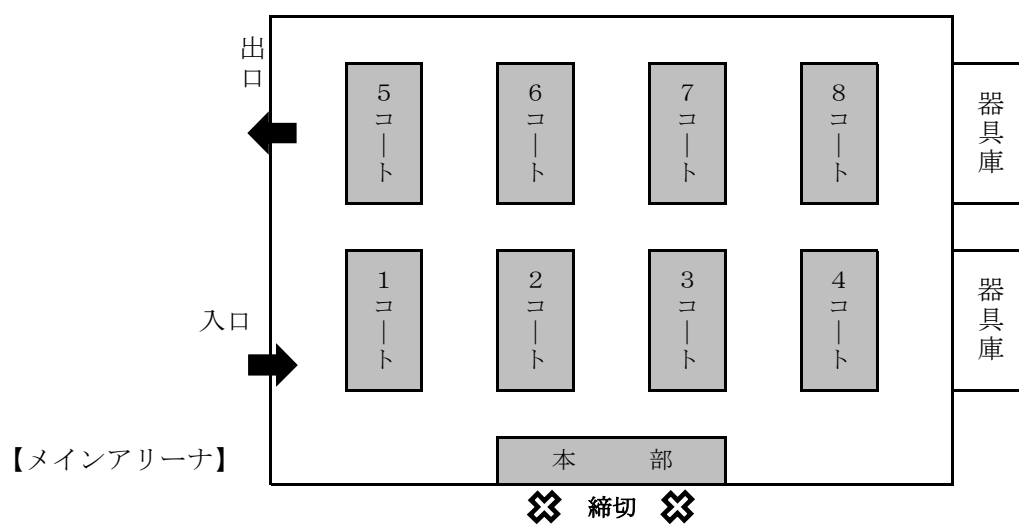 出口
5コート
6コート
7コート
8コート
器具庫
1コート
2コート
3コート
4コート
器具庫
入口
【メインアリーナ】
本部
締切